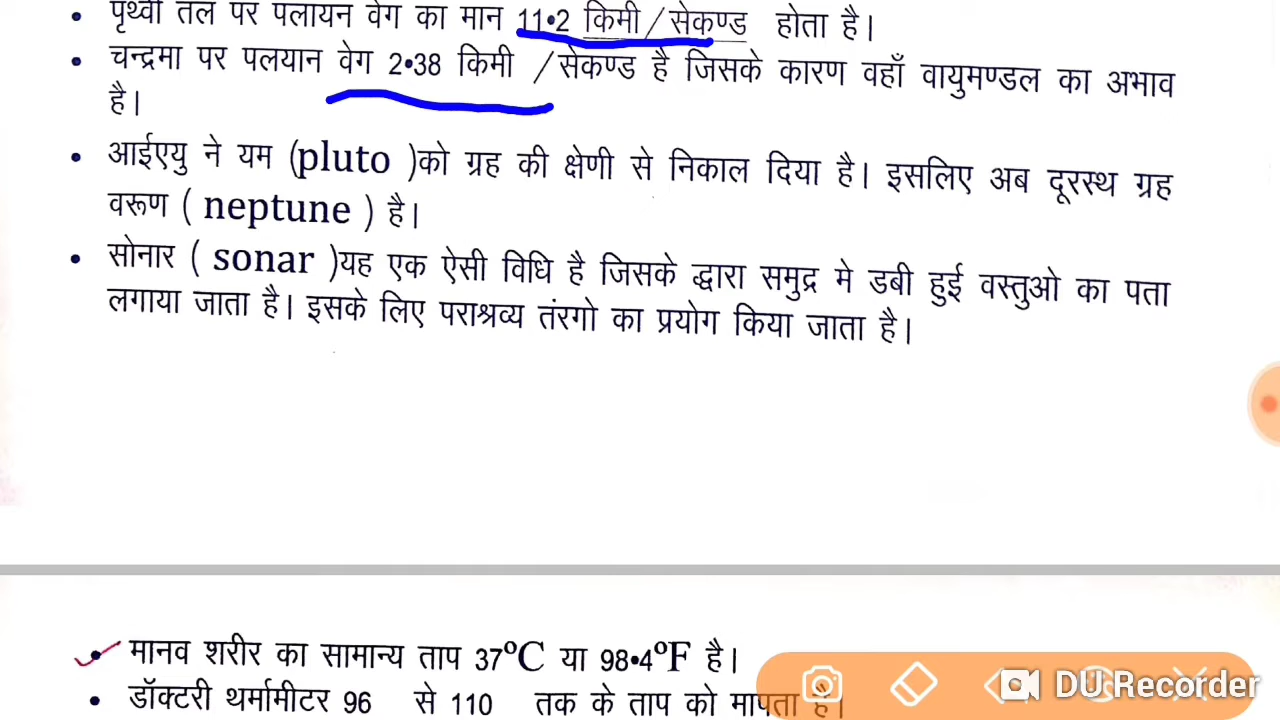 • पृथ्वी तल पर पलायन वेग का मान 11•2 किमी / सेकण्ड होता है।
• चन्द्रमा पर पलयान वेग 2•38 किमी / सेकण्ड है जिसके कारण वहाँ वायुमण्डल का अभाव
है।
• आईएयु ने यम (pluto )को ग्रह की क्षेणी से निकाल दिया है। इसलिए अब दूरस्थ ग्रह
वरूण ( neptune ) है।
• सोनार ( sonar )यह एक ऐसी विधि है जिसके द्धारा समुद्र मे डबी हुई वस्तुओ का पता
लगाया जाता है। इसके लिए पराश्रव्य तंरगो का प्रयोग किया जाता है।
• मानव शरीर का सामान्य ताप 37°C या 98•4°F है।
• डॉक्टरी थर्मामीटर 96 से 110 तक के ताप को मापता है।
DU Recorder